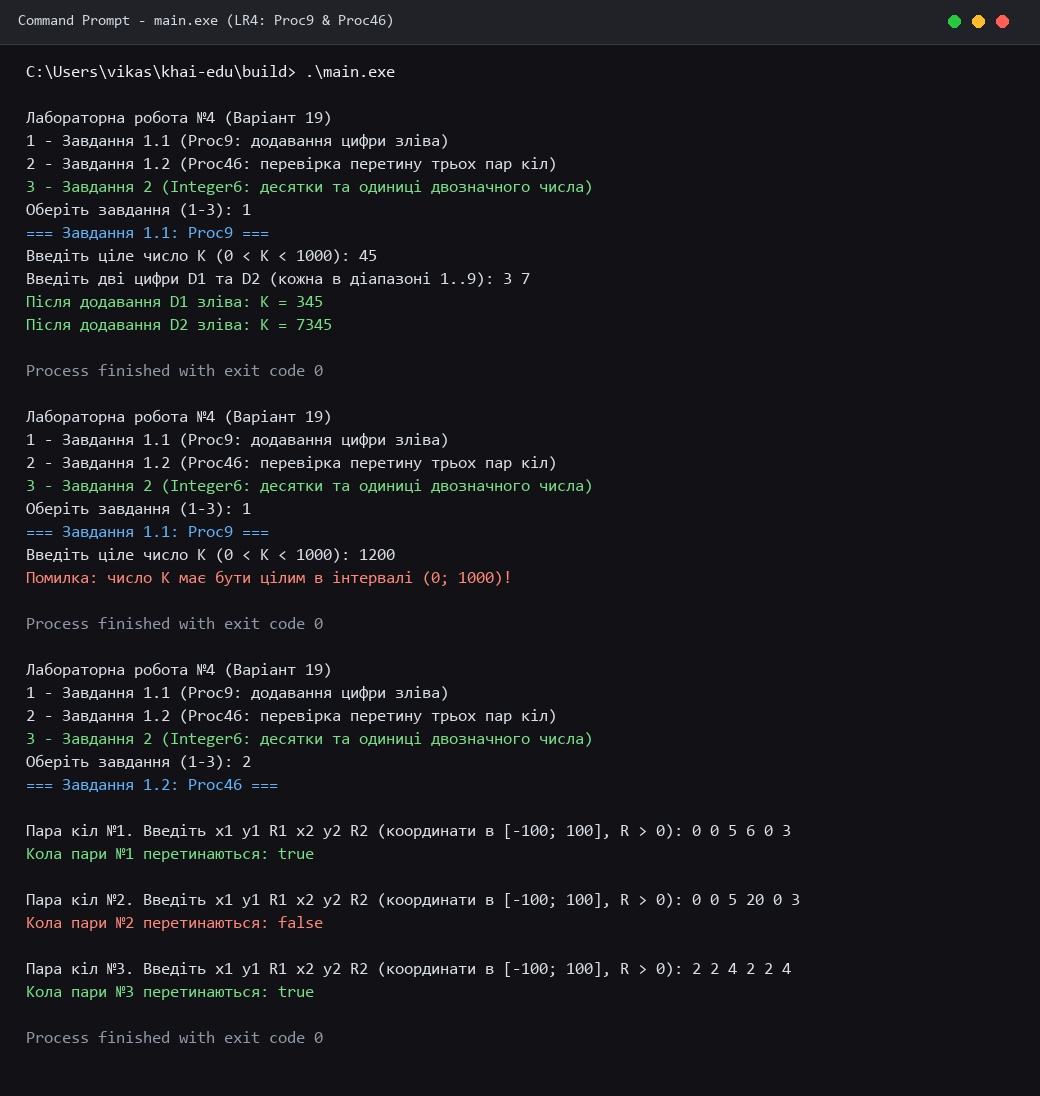 Command Prompt - main.exe (LR4: Proc9 & Proc46)
C:\Users\vikas\khai-edu\build> .\main.exe
Лабораторна робота №4 (Варіант 19)
1 - Завдання 1.1 (Proc9: додавання цифри зліва)
2 - Завдання 1.2 (Proc46: перевірка перетину трьох пар кіл)
3 - Завдання 2 (Integer6: десятки та одиниці двозначного числа)
Оберіть завдання (1-3): 1
=== Завдання 1.1: Proc9 ===
Введіть ціле число K (0 < K < 1000): 45
Введіть дві цифри D1 та D2 (кожна в діапазоні 1..9): 3 7
Після додавання D1 зліва: K = 345
Після додавання D2 зліва: K = 7345
Process finished with exit code 0
Лабораторна робота №4 (Варіант 19)
1 - Завдання 1.1 (Proc9: додавання цифри зліва)
2 - Завдання 1.2 (Proc46: перевірка перетину трьох пар кіл)
3 - Завдання 2 (Integer6: десятки та одиниці двозначного числа)
Оберіть завдання (1-3): 1
=== Завдання 1.1: Proc9 ===
Введіть ціле число K (0 < K < 1000): 1200
Помилка: число K має бути цілим в інтервалі (0; 1000)!
Process finished with exit code 0
Лабораторна робота №4 (Варіант 19)
1 - Завдання 1.1 (Proc9: додавання цифри зліва)
2 - Завдання 1.2 (Proc46: перевірка перетину трьох пар кіл)
3 - Завдання 2 (Integer6: десятки та одиниці двозначного числа)
Оберіть завдання (1-3): 2
=== Завдання 1.2: Proc46 ===
Пара кіл №1. Введіть x1 y1 R1 x2 y2 R2 (координати в [-100; 100], R > 0): 0 0 5 6 0 3
Кола пари №1 перетинаються: true
Пара кіл №2. Введіть x1 y1 R1 x2 y2 R2 (координати в [-100; 100], R > 0): 0 0 5 20 0 3
Кола пари №2 перетинаються: false
Пара кіл №3. Введіть x1 y1 R1 x2 y2 R2 (координати в [-100; 100], R > 0): 2 2 4 2 2 4
Кола пари №3 перетинаються: true
Process finished with exit code 0